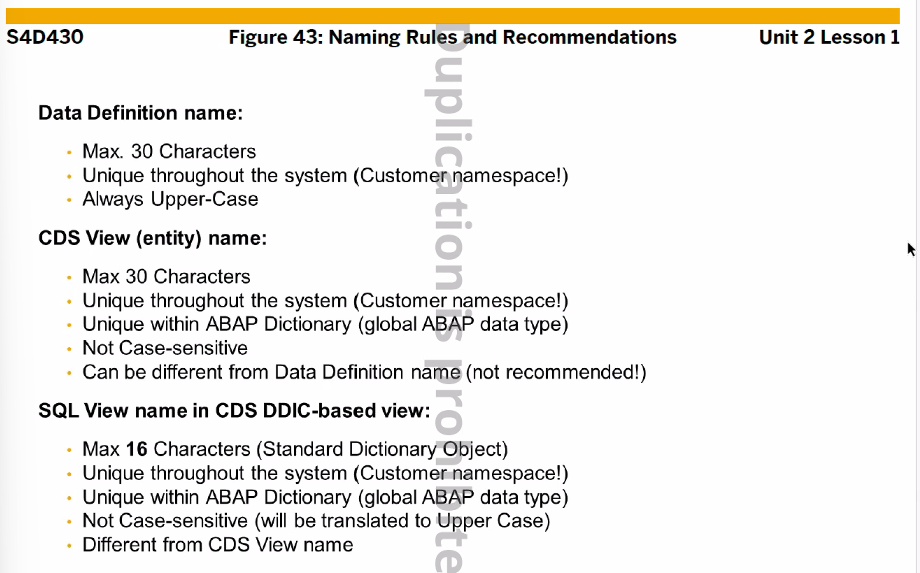 S4D430 Figure 43: Naming Rules and Recommendations Unit 2 Lesson 1
Data Definition name:
• Max. 30 Characters
• Unique throughout the system (Customer namespace!)
• Always Upper-Case
CDS View (entity) name:
• Max 30 Characters
• Unique throughout the system (Customer namespace!)
• Unique within ABAP Dictionary (global ABAP data type)
• Not Case-sensitive
• Can be different from Data Definition name (not recommended!)
SQL View name in CDS DDIC-based view:
• Max 16 Characters (Standard Dictionary Object)
• Unique throughout the system (Customer namespace!)
• Unique within ABAP Dictionary (global ABAP data type)
• Not Case-sensitive (will be translated to Upper Case)
• Different from CDS View name
Duplication is prohibite